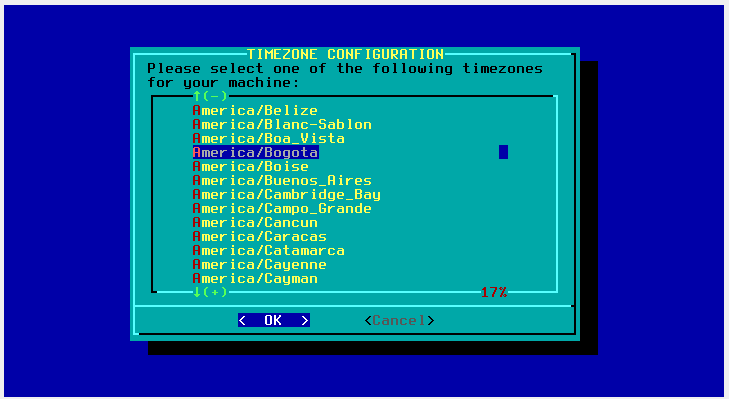 TIMEZONE CONFIGURATION
Please select one of the following timezones
for your machine:
↑(-)
America/Belize
America/Blanc-Sablon
America/Boa_Vista
America/Bogota
America/Boise
America/Buenos_Aires
America/Cambridge_Bay
America/Campo_Grande
America/Cancun
America/Caracas
America/Catamarca
America/Cayenne
America/Cayman
↓(+) 17%
< OK > <Cancel>